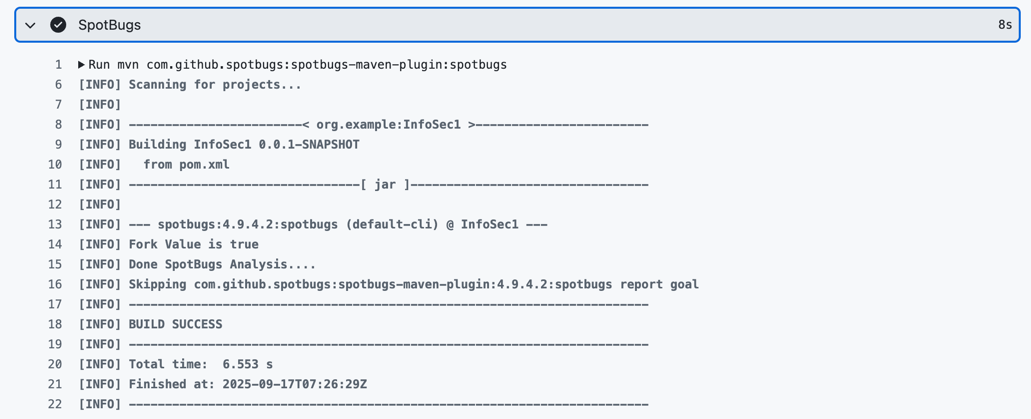 SpotBugs 8s
1 ▶ Run mvn com.github.spotbugs:spotbugs-maven-plugin:spotbugs
6 [INFO] Scanning for projects...
7 [INFO]
8 [INFO] ------------------------< org.example:InfoSec1 >------------------------
9 [INFO] Building InfoSec1 0.0.1-SNAPSHOT
10 [INFO]   from pom.xml
11 [INFO] --------------------------------[ jar ]---------------------------------
12 [INFO]
13 [INFO] --- spotbugs:4.9.4.2:spotbugs (default-cli) @ InfoSec1 ---
14 [INFO] Fork Value is true
15 [INFO] Done SpotBugs Analysis....
16 [INFO] Skipping com.github.spotbugs:spotbugs-maven-plugin:4.9.4.2:spotbugs report goal
17 [INFO] ------------------------------------------------------------------------
18 [INFO] BUILD SUCCESS
19 [INFO] ------------------------------------------------------------------------
20 [INFO] Total time:  6.553 s
21 [INFO] Finished at: 2025-09-17T07:26:29Z
22 [INFO] ------------------------------------------------------------------------